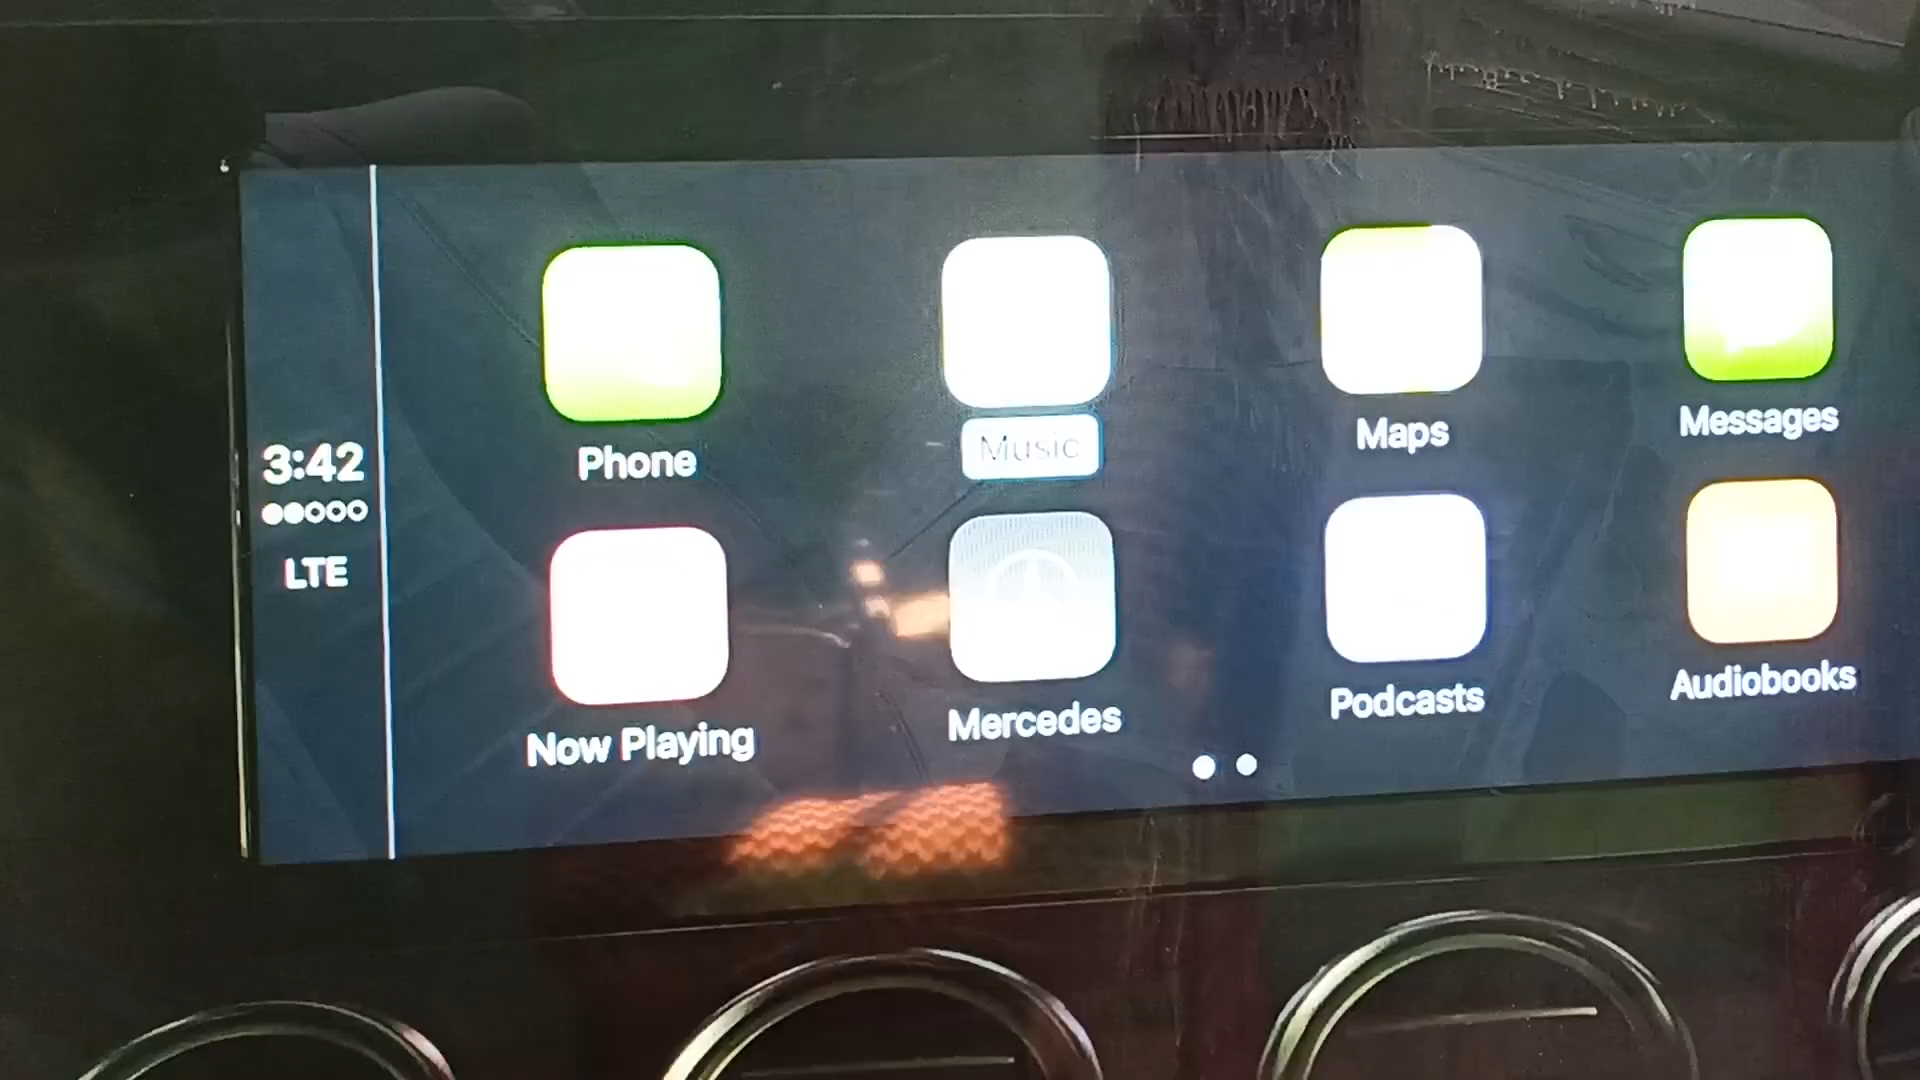 3:42
LTE
Phone
Music
Maps
Messages
Now Playing
Mercedes
Podcasts
Audiobooks